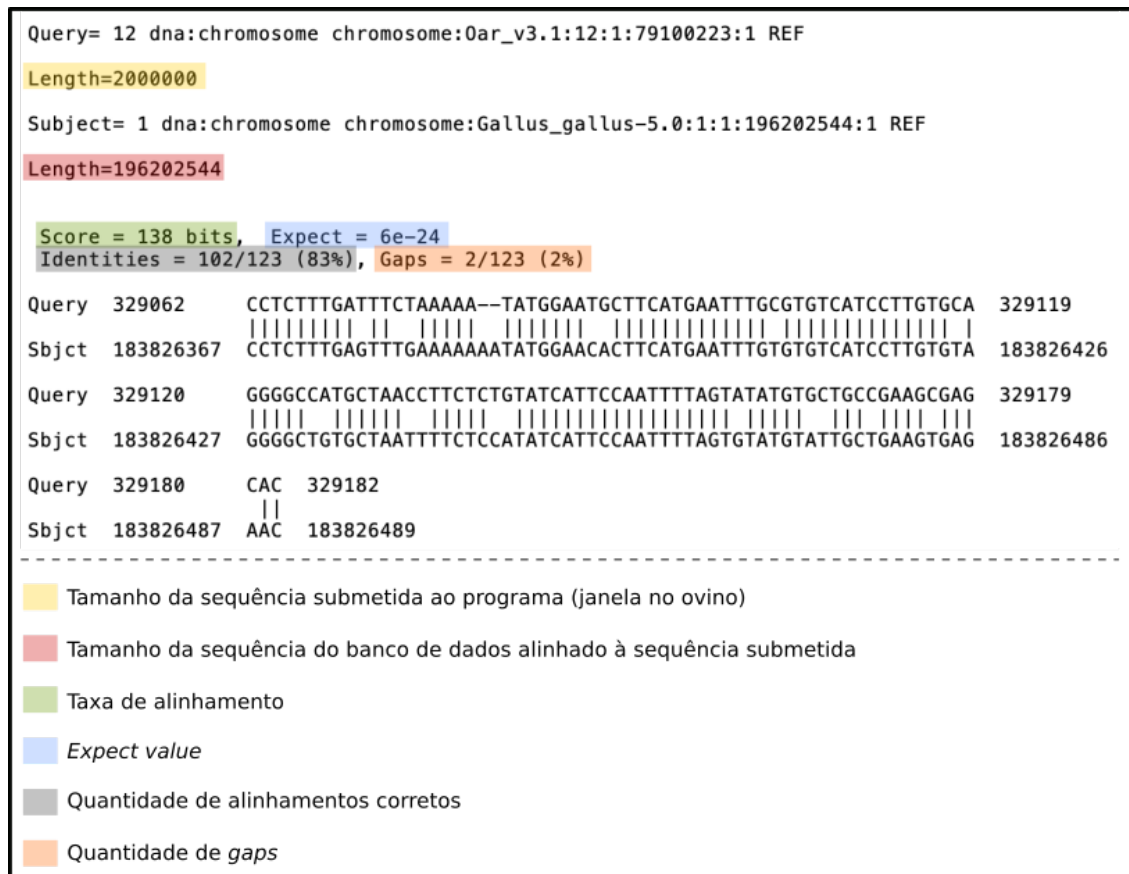 Query= 12 dna:chromosome chromosome:Oar_v3.1:12:1:79100223:1 REF
Length=2000000
Subject= 1 dna:chromosome chromosome:Gallus_gallus-5.0:1:1:196202544:1 REF
Length=196202544
Score = 138 bits, Expect = 6e-24
Identities = 102/123 (83%), Gaps = 2/123 (2%)
Query 329062 CCTCTTTGATTTCTAAAAA--TATGGAATGCTTCATGAATTTGCGTGTCATCCTTGTGCA 329119
||||||||| || ||||| ||||||| ||||||||||||| |||||||||||||| |
Sbjct 183826367 CCTCTTTGAGTTTGAAAAAAATATGGAACACTTCATGAATTTGTGTGTCATCCTTGTGTA 183826426
Query 329120 GGGGCCATGCTAACCTTCTCTGTATCATTCCAATTTTAGTATATGTGCTGCCGAAGCGAG 329179
||||| |||||| ||||| |||||||||||||||||| ||||| ||| |||| |||
Sbjct 183826427 GGGGCTGTGCTAATTTTCTCCATATCATTCCAATTTTAGTGTATGTATTGCTGAAGTGAG 183826486
Query 329180 CAC 329182
||
Sbjct 183826487 AAC 183826489
Tamanho da sequência submetida ao programa (janela no ovino)
Tamanho da sequência do banco de dados alinhado à sequência submetida
Taxa de alinhamento
Expect value
Quantidade de alinhamentos corretos
Quantidade de gaps